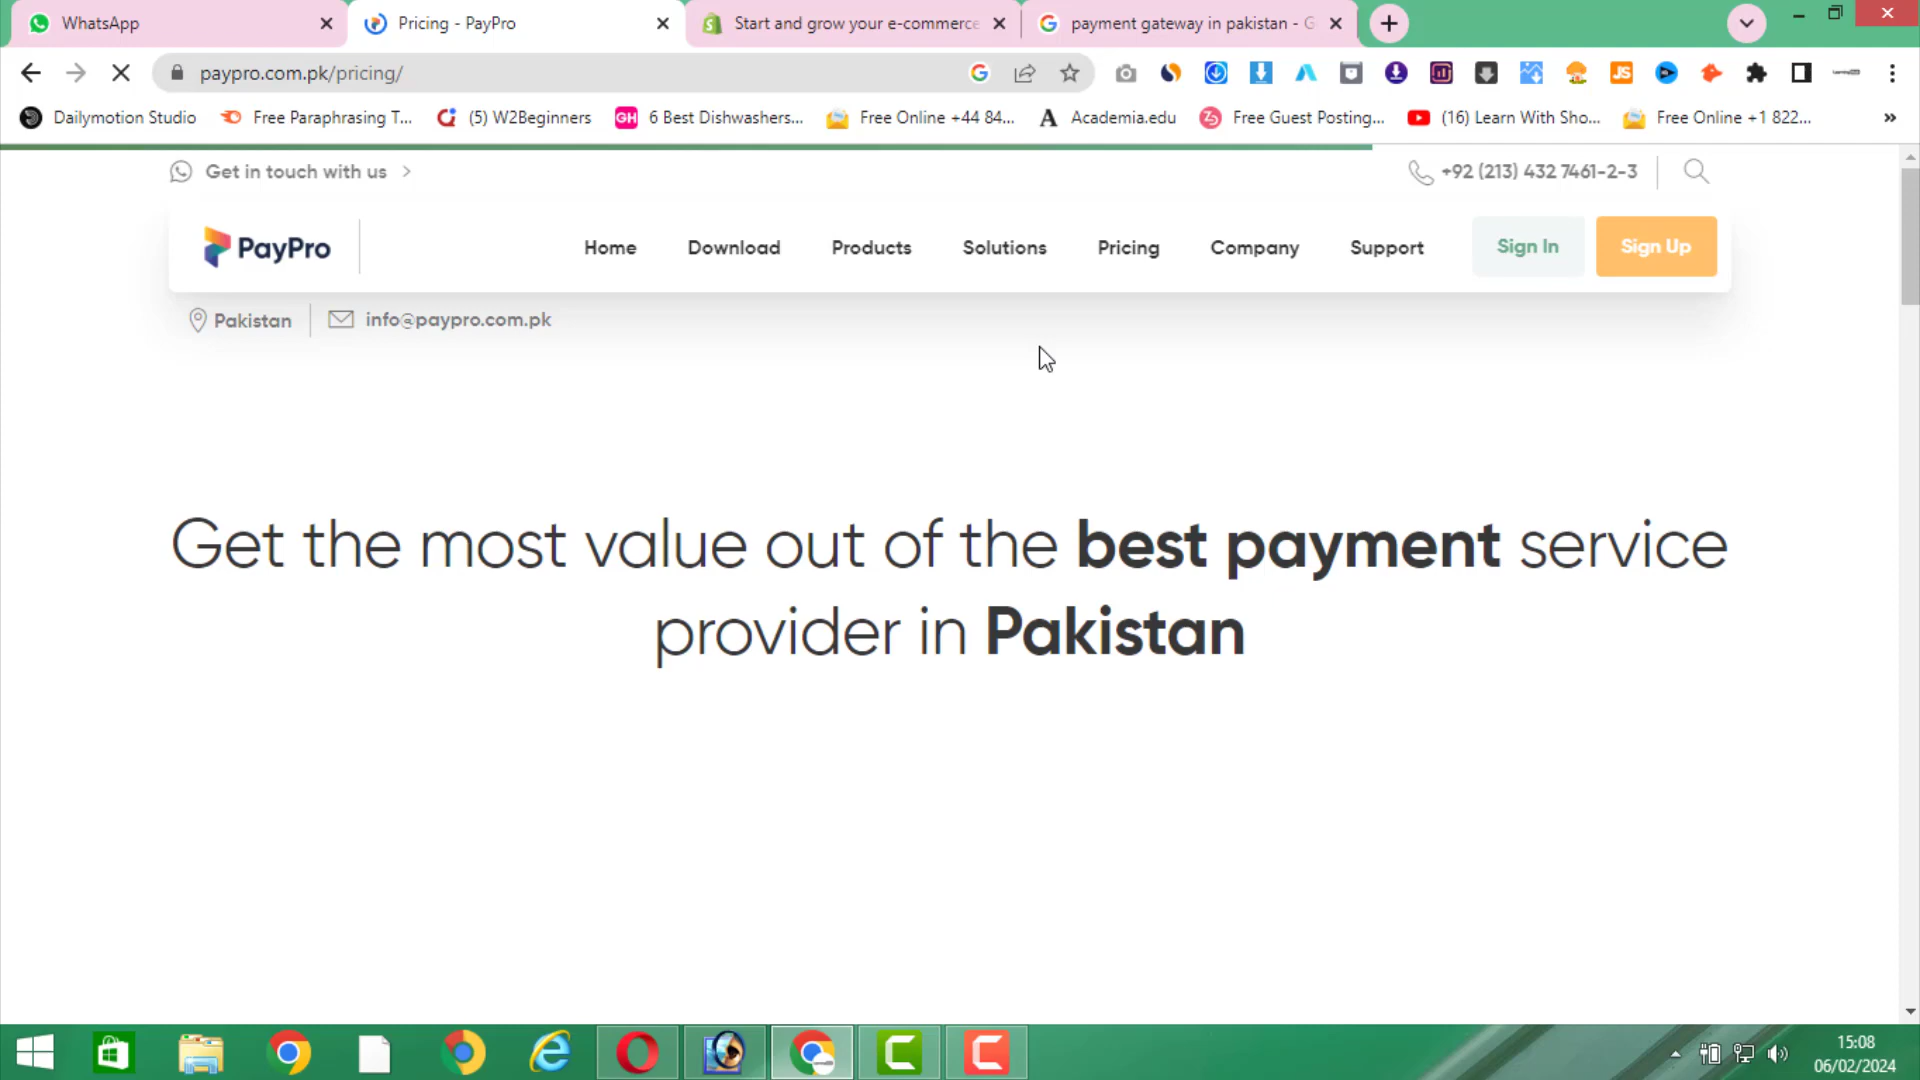 WhatsApp
Pricing - PayPro
Start and grow your e-commerce
payment gateway in pakistan - G
paypro.com.pk/pricing/
Dailymotion Studio
Free Paraphrasing T...
(5) W2Beginners
GH
6 Best Dishwashers...
Free Online +44 84...
Academia.edu
Free Guest Posting...
(16) Learn With Sho...
Free Online +1 822...
»
Get in touch with us >
+92 (213) 432 7461-2-3
PayPro
Home
Download
Products
Solutions
Pricing
Company
Support
Sign In
Sign Up
Pakistan
info@paypro.com.pk
Get the most value out of the best payment service
provider in Pakistan
15:08
06/02/2024